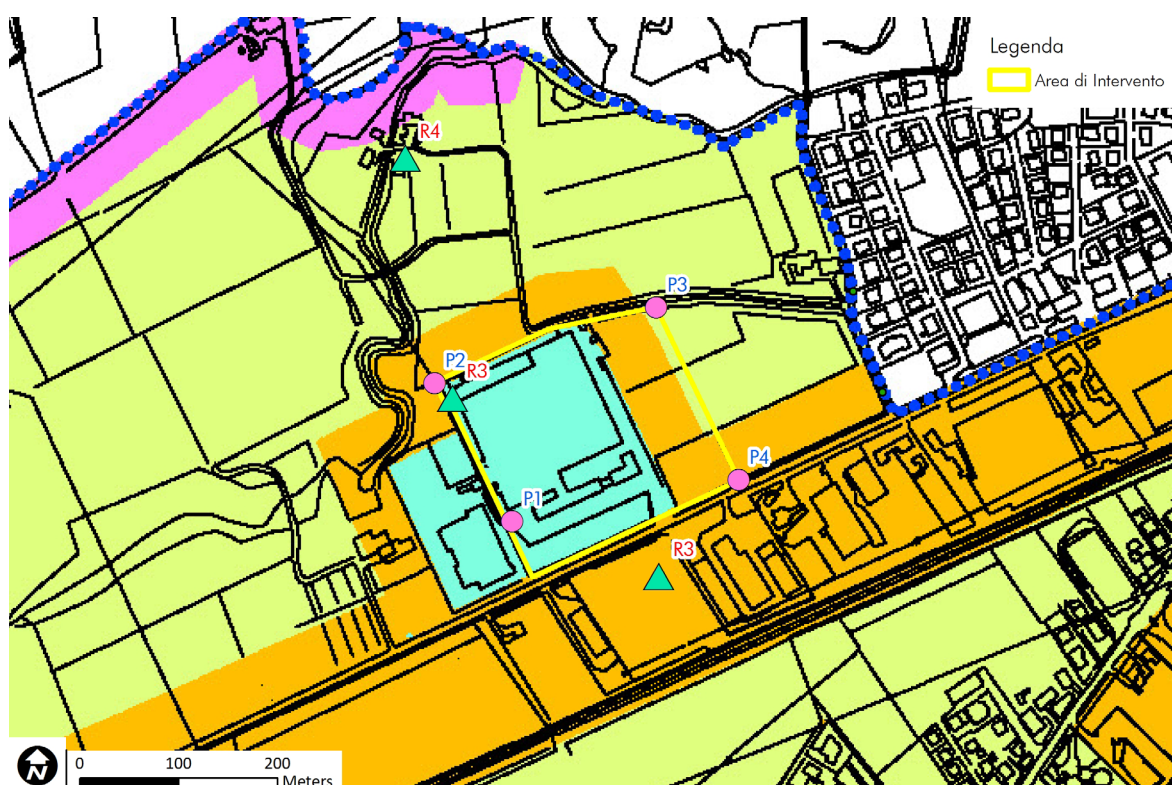 Legenda
Area di Intervento
R4
P3
P2
R3
P4
P1
R3
N
0 100 200
Meters